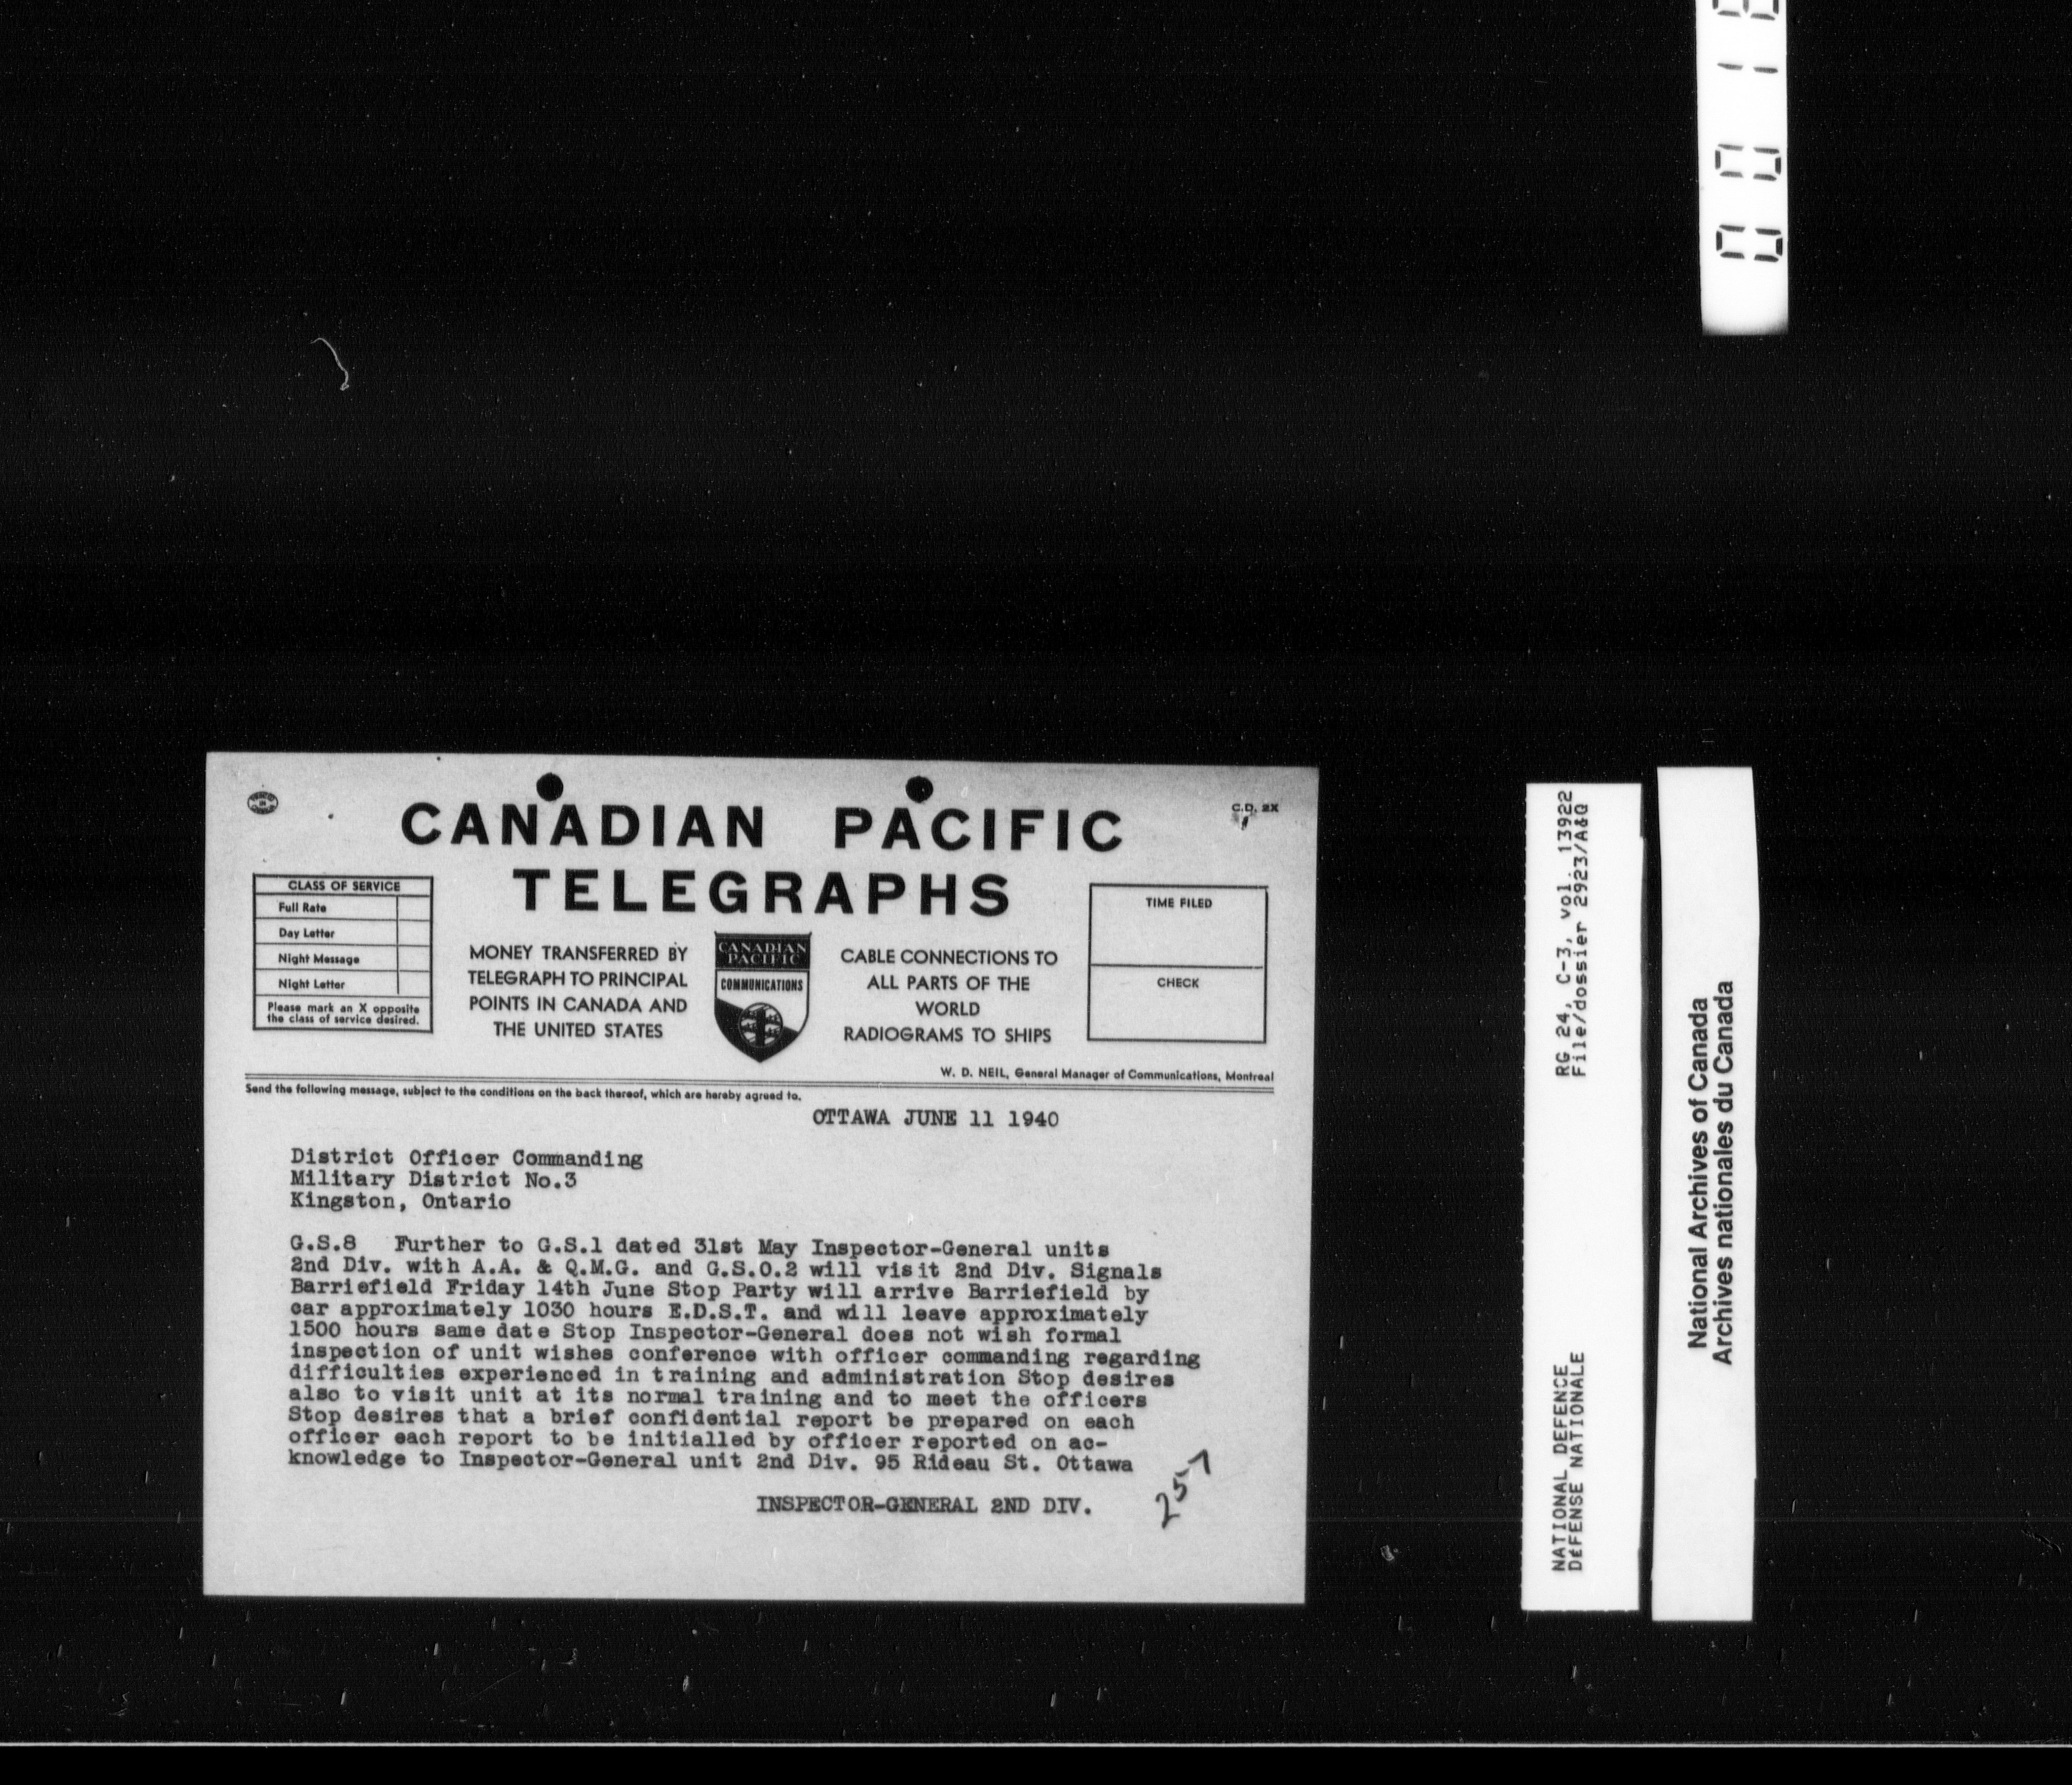 CANADIAN PACIFIC
TELEGRAPHS
C.D. 2X
CLASS OF SERVICE
Full Rate
Day Letter
Night Message
Night Letter
Please mark an X opposite
the class of service desired.
MONEY TRANSFERRED BY
TELEGRAPH TO PRINCIPAL
POINTS IN CANADA AND
THE UNITED STATES
CANADIAN
PACIFIC
COMMUNICATIONS
CABLE CONNECTIONS TO
ALL PARTS OF THE
WORLD
RADIOGRAMS TO SHIPS
TIME FILED
CHECK
W. D. NEIL, General Manager of Communications, Montreal
Send the following message, subject to the conditions on the back thereof, which are hereby agreed to.
OTTAWA JUNE 11 1940
District Officer Commanding
Military District No.3
Kingston, Ontario
G.S.8 Further to G.S.1 dated 31st May Inspector-General units
2nd Div. with A.A. & Q.M.G. and G.S.O.2 will visit 2nd Div. Signals
Barriefield Friday 14th June Stop Party will arrive Barriefield by
car approximately 1030 hours E.D.S.T. and will leave approximately
1500 hours same date Stop Inspector-General does not wish formal
inspection of unit wishes conference with officer commanding regarding
difficulties experienced in training and administration Stop desires
also to visit unit at its normal training and to meet the officers
Stop desires that a brief confidential report be prepared on each
officer each report to be initialled by officer reported on ac-
knowledge to Inspector-General unit 2nd Div. 95 Rideau St. Ottawa
INSPECTOR-GENERAL 2ND DIV.
257
RG 24, C-3, vol. 13922
File/dossier 2923/A&Q
NATIONAL DEFENCE
DÉFENSE NATIONALE
National Archives of Canada
Archives nationales du Canada